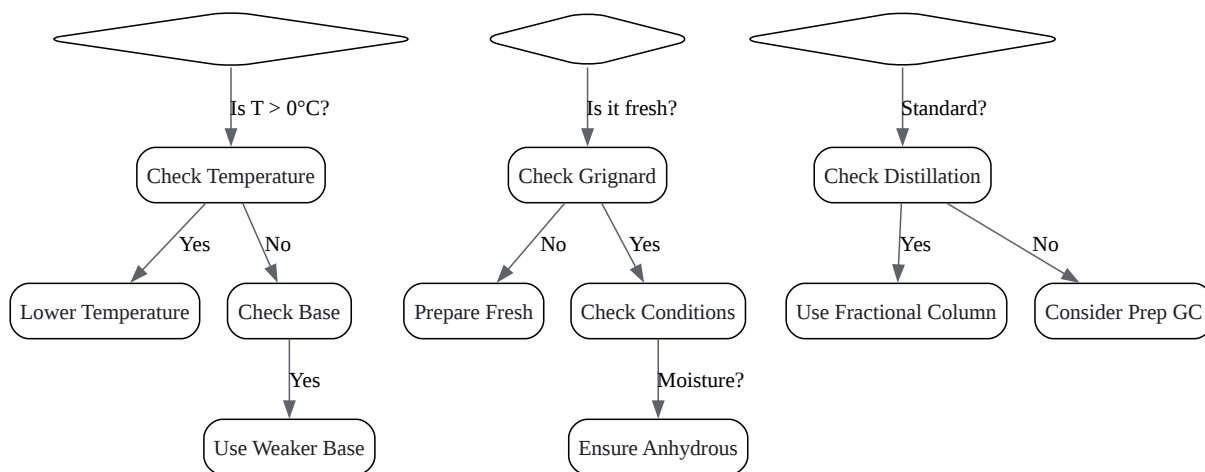 Is T > 0°C?
Is it fresh?
Standard?
Check Temperature
Check Grignard
Check Distillation
Yes
No
No
Yes
Yes
No
Lower Temperature
Check Base
Prepare Fresh
Check Conditions
Use Fractional Column
Consider Prep GC
Yes
Moisture?
Use Weaker Base
Ensure Anhydrous